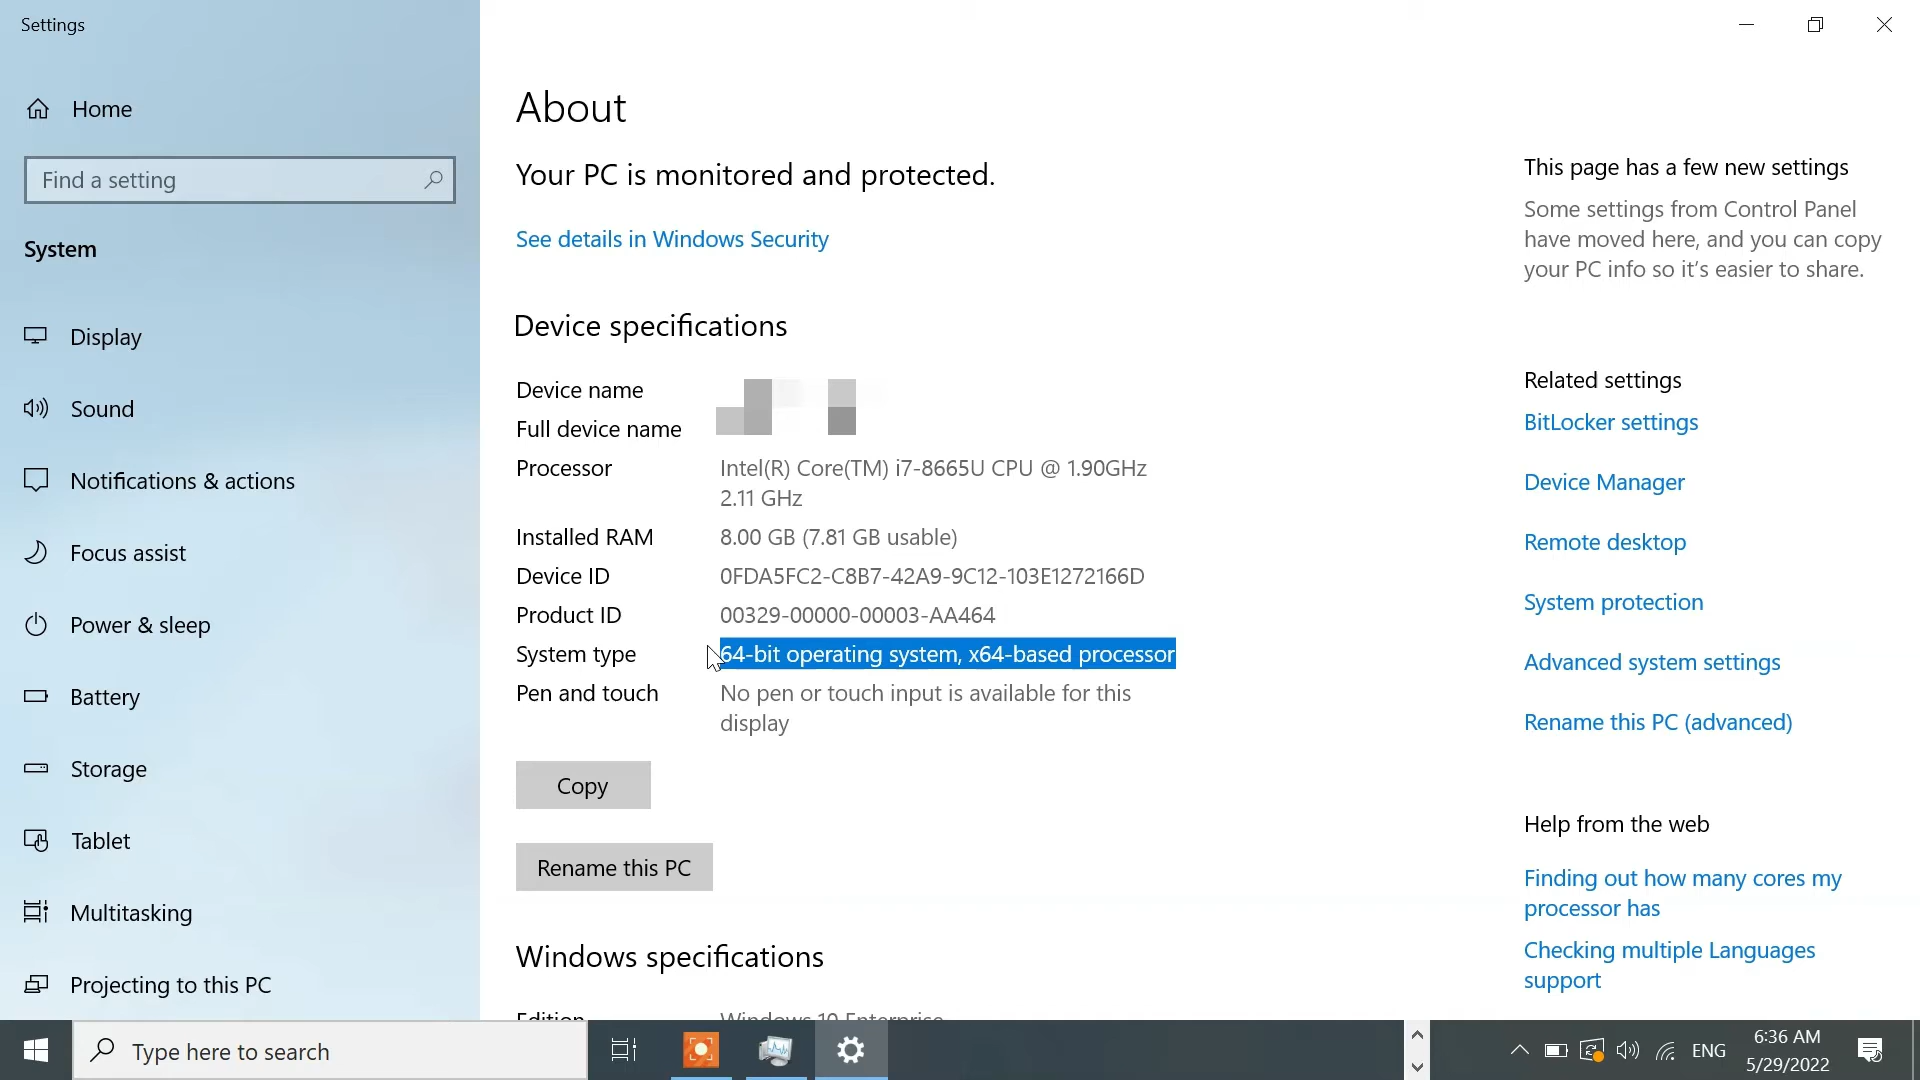 Settings
Home
Find a setting
System
Display
Sound
Notifications & actions
Focus assist
Power & sleep
Battery
Storage
Tablet
Multitasking
Projecting to this PC
About
Your PC is monitored and protected.
See details in Windows Security
Device specifications
Device name
Full device name
Processor Intel(R) Core(TM) i7-8665U CPU @ 1.90GHz
2.11 GHz
Installed RAM 8.00 GB (7.81 GB usable)
Device ID 0FDA5FC2-C8B7-42A9-9C12-103E1272166D
Product ID 00329-00000-00003-AA464
System type 64-bit operating system, x64-based processor
Pen and touch No pen or touch input is available for this
display
Copy
Rename this PC
Windows specifications
Edition Windows 10 Enterprise
This page has a few new settings
Some settings from Control Panel
have moved here, and you can copy
your PC info so it’s easier to share.
Related settings
BitLocker settings
Device Manager
Remote desktop
System protection
Advanced system settings
Rename this PC (advanced)
Help from the web
Finding out how many cores my
processor has
Checking multiple Languages
support
Type here to search
ENG
6:36 AM
5/29/2022